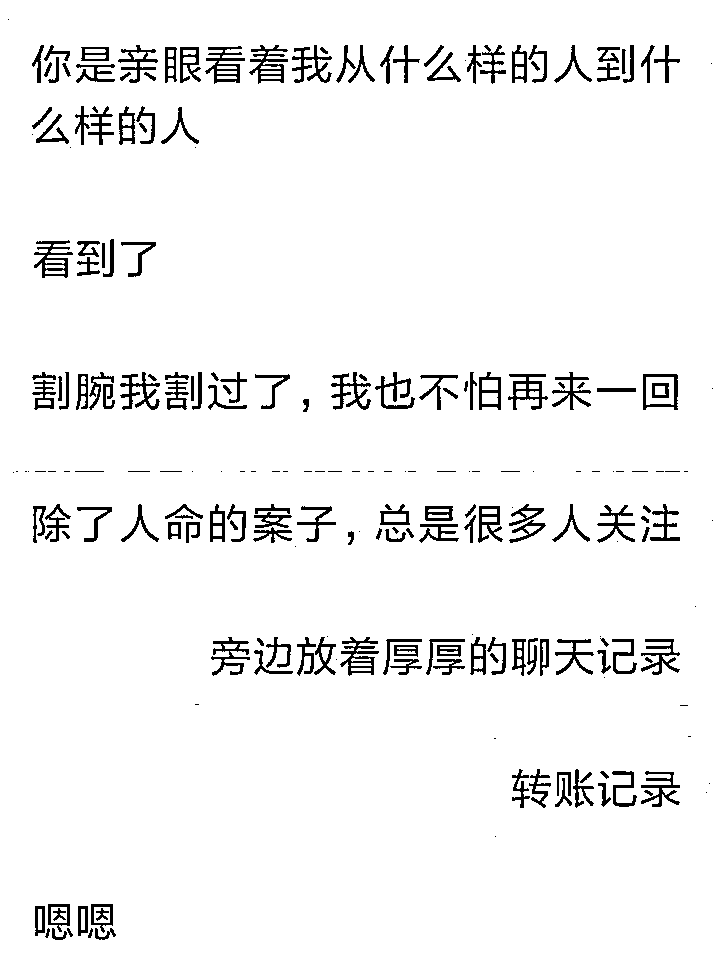 你是亲眼看着我从什么样的人到什
么样的人
看到了
割腕我割过了，我也不怕再来一回
除了人命的案子，总是很多人关注
旁边放着厚厚的聊天记录
转账记录
嗯嗯